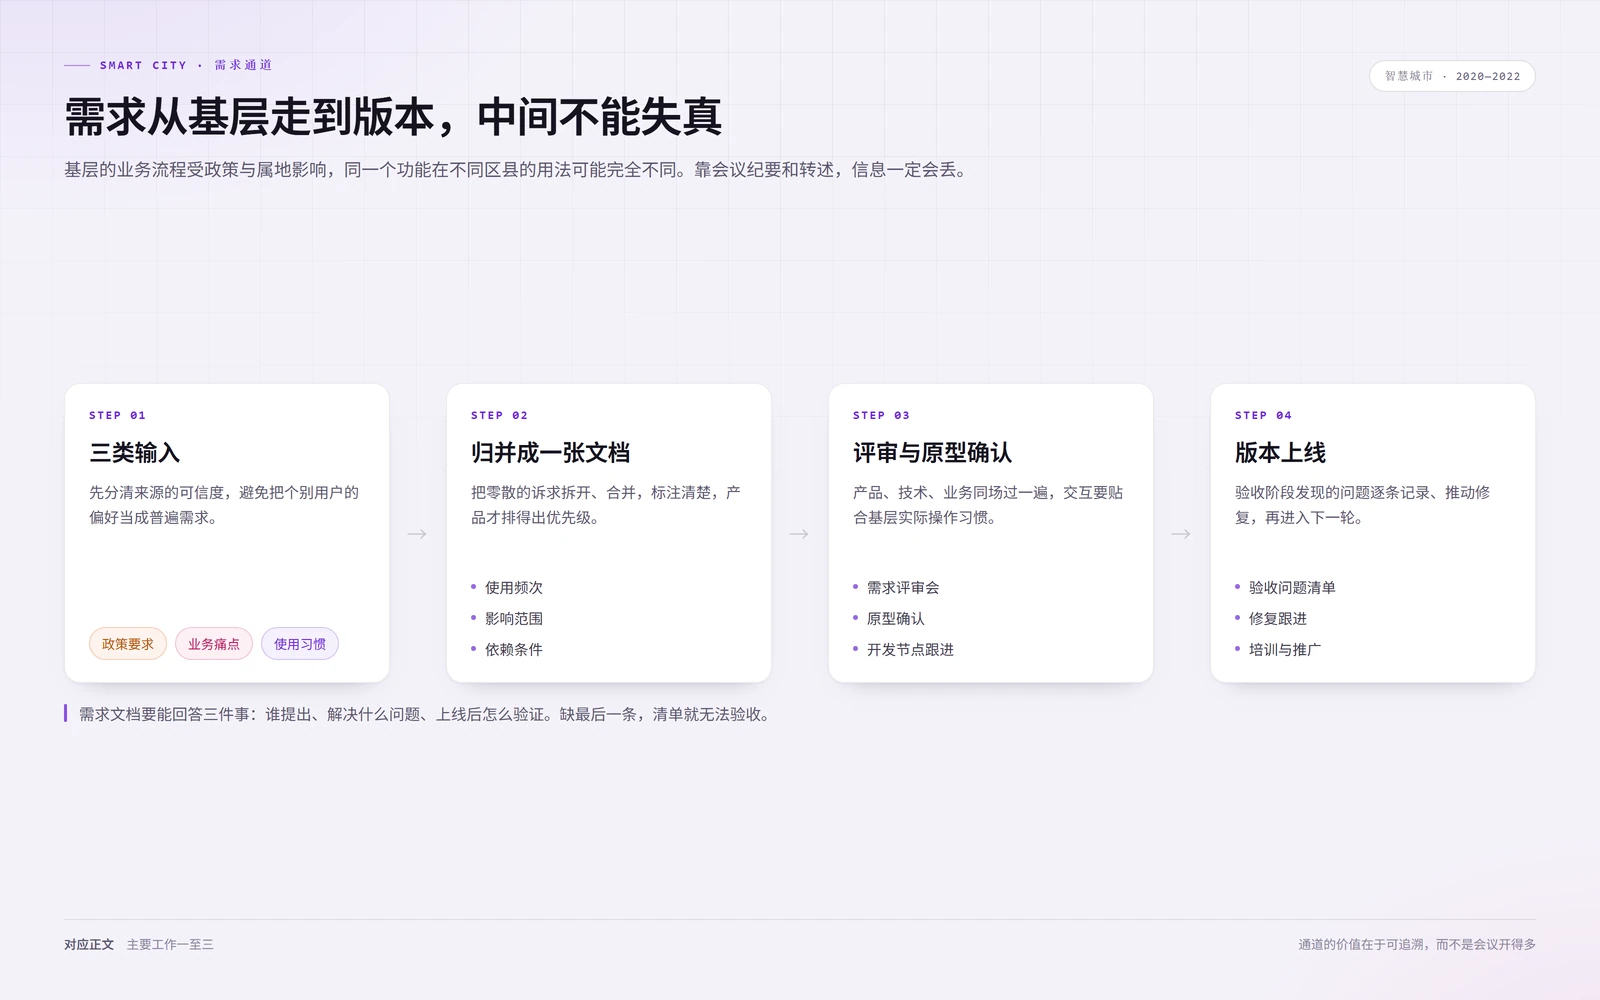 SMART CITY · 需求通道
智慧城市 · 2020—2022
需求从基层走到版本，中间不能失真
基层的业务流程受政策与属地影响，同一个功能在不同区县的用法可能完全不同。靠会议纪要和转述，信息一定会丢。
STEP 01
三类输入
先分清来源的可信度，避免把个别用户的
偏好当成普遍需求。
政策要求
业务痛点
使用习惯
→
STEP 02
归并成一张文档
把零散的诉求拆开、合并，标注清楚，产
品才排得出优先级。
使用频次
影响范围
依赖条件
→
STEP 03
评审与原型确认
产品、技术、业务同场过一遍，交互要贴
合基层实际操作习惯。
需求评审会
原型确认
开发节点跟进
→
STEP 04
版本上线
验收阶段发现的问题逐条记录、推动修
复，再进入下一轮。
验收问题清单
修复跟进
培训与推广
需求文档要能回答三件事：谁提出、解决什么问题、上线后怎么验证。缺最后一条，清单就无法验收。
对应正文 主要工作一至三
通道的价值在于可追溯，而不是会议开得多